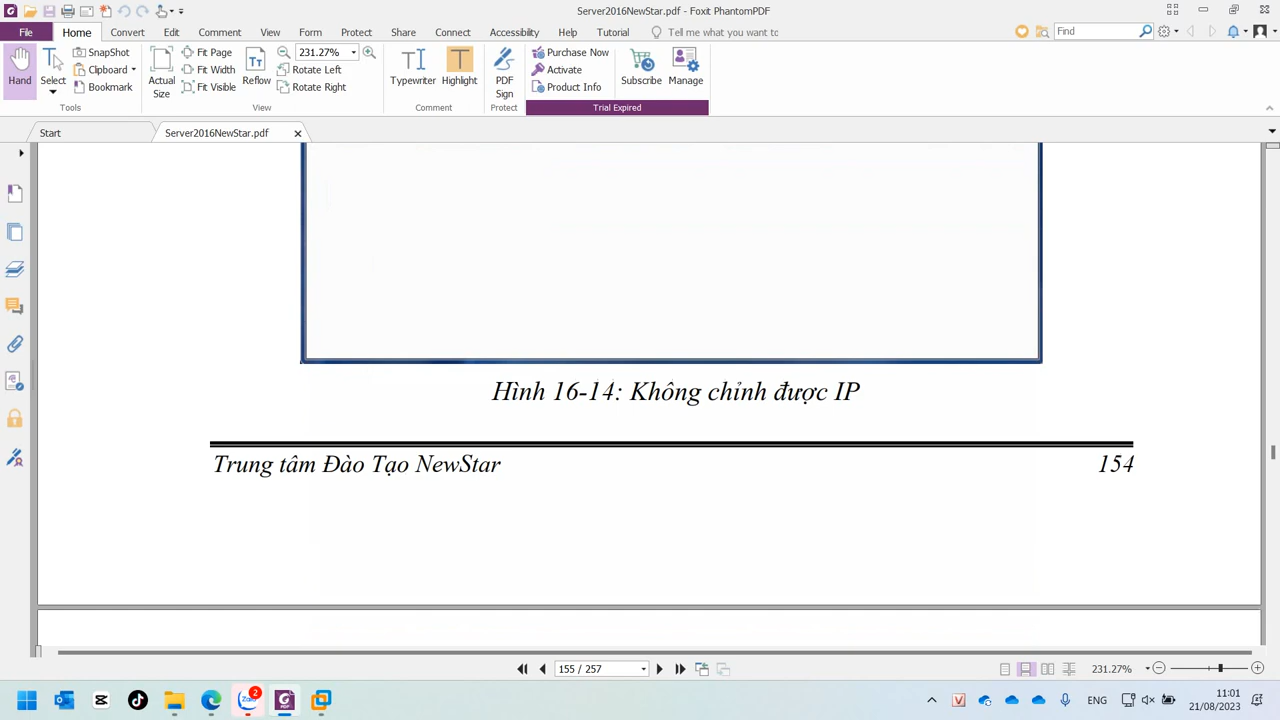 Server2016NewStar.pdf - Foxit PhantomPDF
File Home Convert Edit Comment View Form Protect Share Connect Accessibility Help Tutorial Tell me what you want to Find
Hand
Select
SnapShot
Clipboard
Bookmark
Tools
Actual Size
Fit Page
Fit Width
Fit Visible
Reflow
231.27%
Rotate Left
Rotate Right
View
Typewriter
Highlight
Comment
PDF Sign
Protect
Purchase Now
Activate
Product Info
Subscribe
Manage
Trial Expired
Start Server2016NewStar.pdf
Hình 16-14: Không chỉnh được IP
Trung tâm Đào Tạo NewStar 154
155 / 257 231.27%
Zalo 2 PDF ENG 11:01
21/08/2023